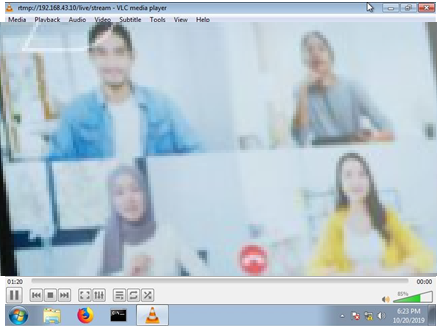 rtmp://192.168.43.10/live/stream - VLC media player
Media Playback Audio Video Subtitle Tools View Help
01:20 00:00
85%
6:23 PM
10/20/2019